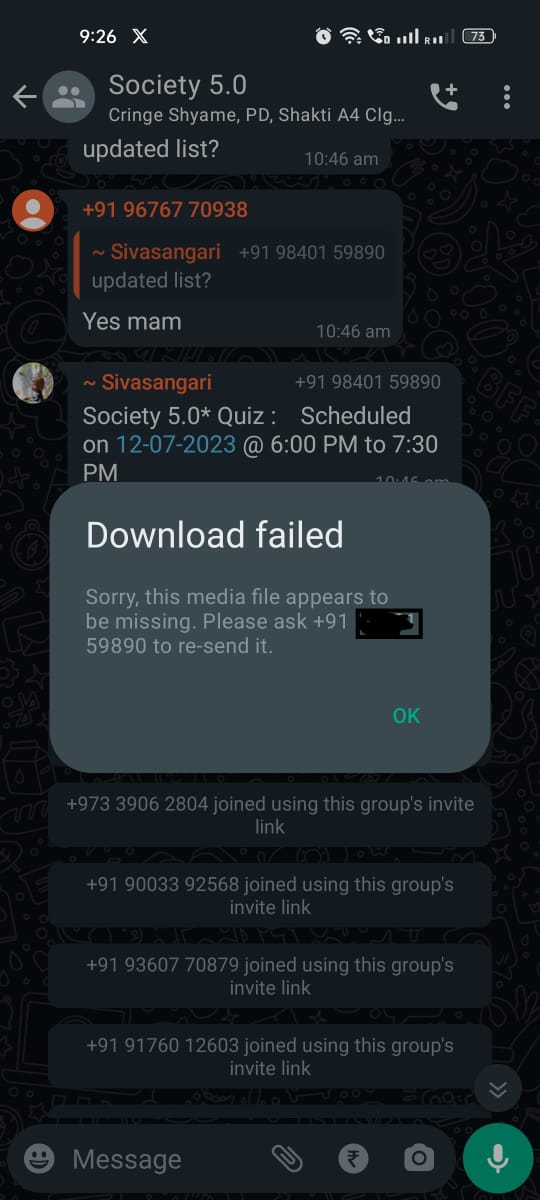 9:26 X R 73
Society 5.0
Cringe Shyame, PD, Shakti A4 Clg...
updated list?
10:46 am
+91 96767 70938
~ Sivasangari +91 98401 59890
updated list?
Yes mam
10:46 am
~ Sivasangari +91 98401 59890
Society 5.0* Quiz : Scheduled
on 12-07-2023 @ 6:00 PM to 7:30
PM
10:46 am
Download failed
Sorry, this media file appears to
be missing. Please ask +91
59890 to re-send it.
OK
+973 3906 2804 joined using this group's invite
link
+91 90033 92568 joined using this group's
invite link
+91 93607 70879 joined using this group's
invite link
+91 91760 12603 joined using this group's
invite link
Message